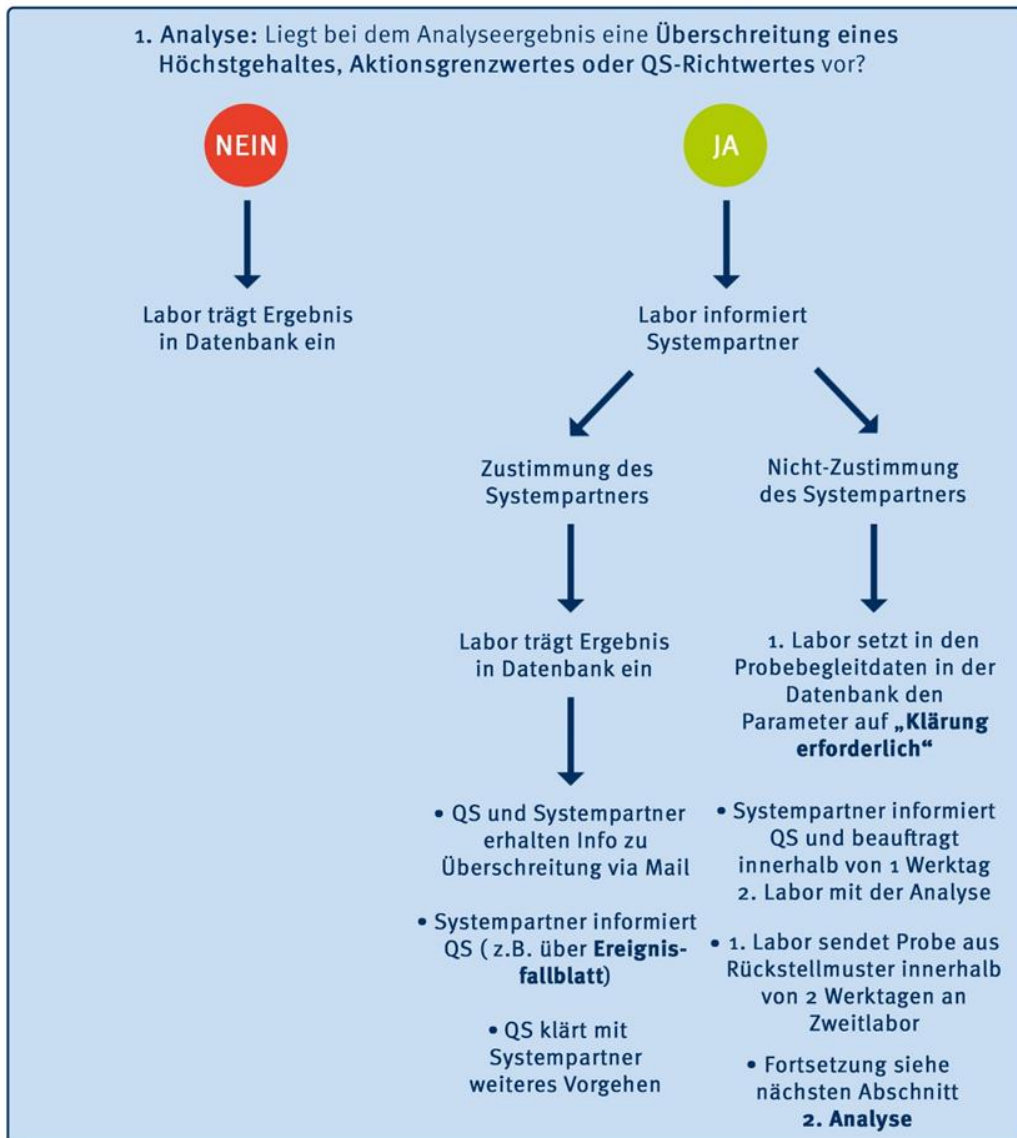 1. Analyse: Liegt bei dem Analyseergebnis eine Überschreitung eines
Höchstgehaltes, Aktionsgrenzwertes oder QS-Richtwertes vor?
NEIN
Labor trägt Ergebnis
in Datenbank ein
JA
Labor informiert
Systempartner
Zustimmung des
Systempartners
Labor trägt Ergebnis
in Datenbank ein
• QS und Systempartner
erhalten Info zu
Überschreitung via Mail
• Systempartner informiert
QS ( z.B. über Ereignis-
fallblatt)
• QS klärt mit
Systempartner
weiteres Vorgehen
Nicht-Zustimmung
des Systempartners
1. Labor setzt in den
Probebegleitdaten in der
Datenbank den
Parameter auf „Klärung
erforderlich“
• Systempartner informiert
QS und beauftragt
innerhalb von 1 Werktag
2. Labor mit der Analyse
• 1. Labor sendet Probe aus
Rückstellmuster innerhalb
von 2 Werktagen an
Zweitlabor
• Fortsetzung siehe
nächsten Abschnitt
2. Analyse